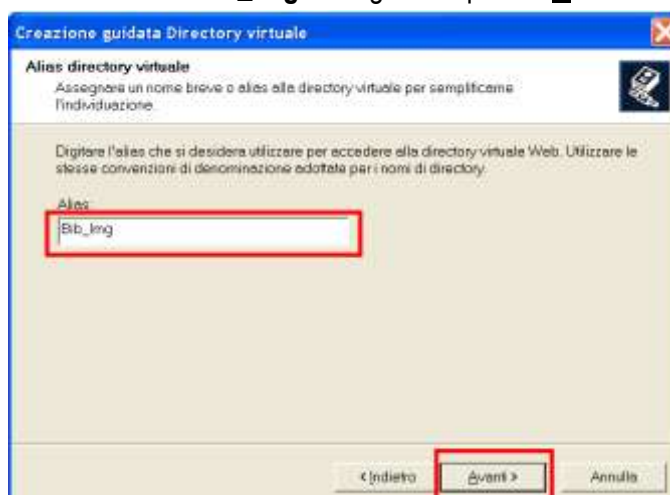 Creazione guidata Directory virtuale
Alias directory virtuale
Assegnare un nome breve o alias alla directory virtuale per semplificarne
l'individuazione.
Digitare l'alias che si desidera utilizzare per accedere alla directory virtuale Web. Utilizzare le
stesse convenzioni di denominazione adottate per i nomi di directory.
Alias:
Bib_Img
< Indietro
Avanti >
Annulla